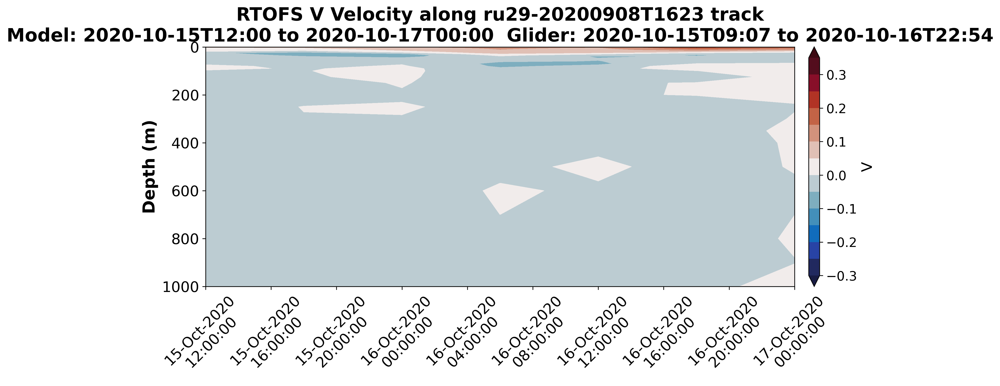 RTOFS V Velocity along ru29-20200908T1623 track
Model: 2020-10-15T12:00 to 2020-10-17T00:00  Glider: 2020-10-15T09:07 to 2020-10-16T22:54
Depth (m)
0
200
400
600
800
1000
15-Oct-2020
12:00:00
15-Oct-2020
16:00:00
15-Oct-2020
20:00:00
16-Oct-2020
00:00:00
16-Oct-2020
04:00:00
16-Oct-2020
08:00:00
16-Oct-2020
12:00:00
16-Oct-2020
16:00:00
16-Oct-2020
20:00:00
17-Oct-2020
00:00:00
0.3
0.2
0.1
0.0
−0.1
−0.2
−0.3
V